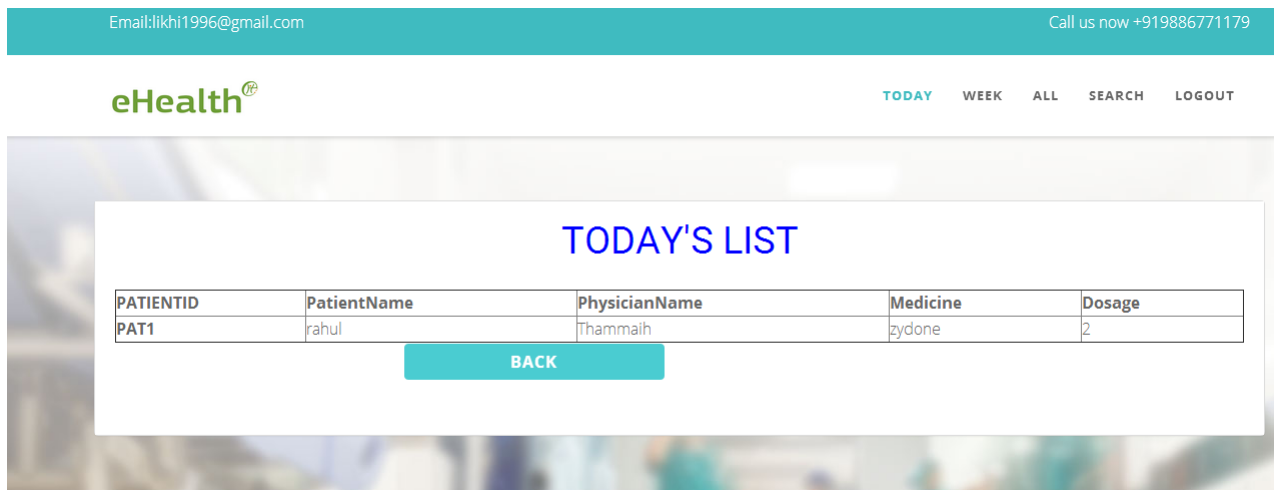 Email:likhi1996@gmail.com Call us now +919886771179
eHealth
TODAY WEEK ALL SEARCH LOGOUT
TODAY'S LIST
PATIENTID PatientName PhysicianName Medicine Dosage
PAT1 rahul Thammaih zydone 2
BACK